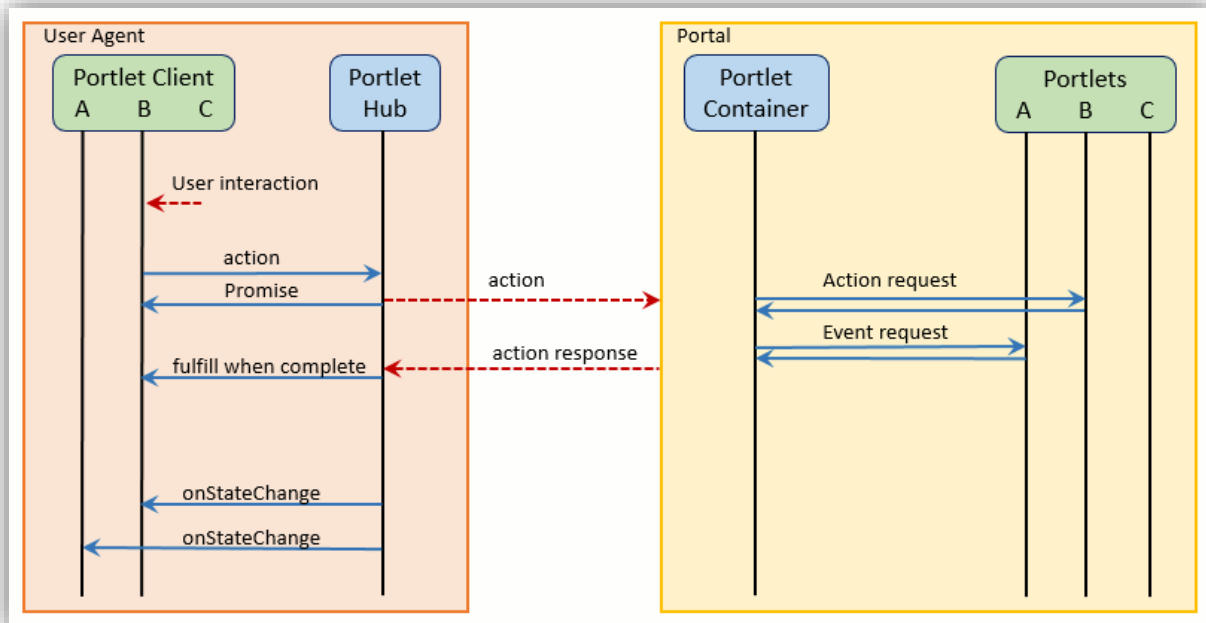 User Agent
Portlet Client
A B C
Portlet
Hub
User interaction
action
Promise
fulfill when complete
onStateChange
onStateChange
action
action response
Portal
Portlet
Container
Portlets
A B C
Action request
Event request